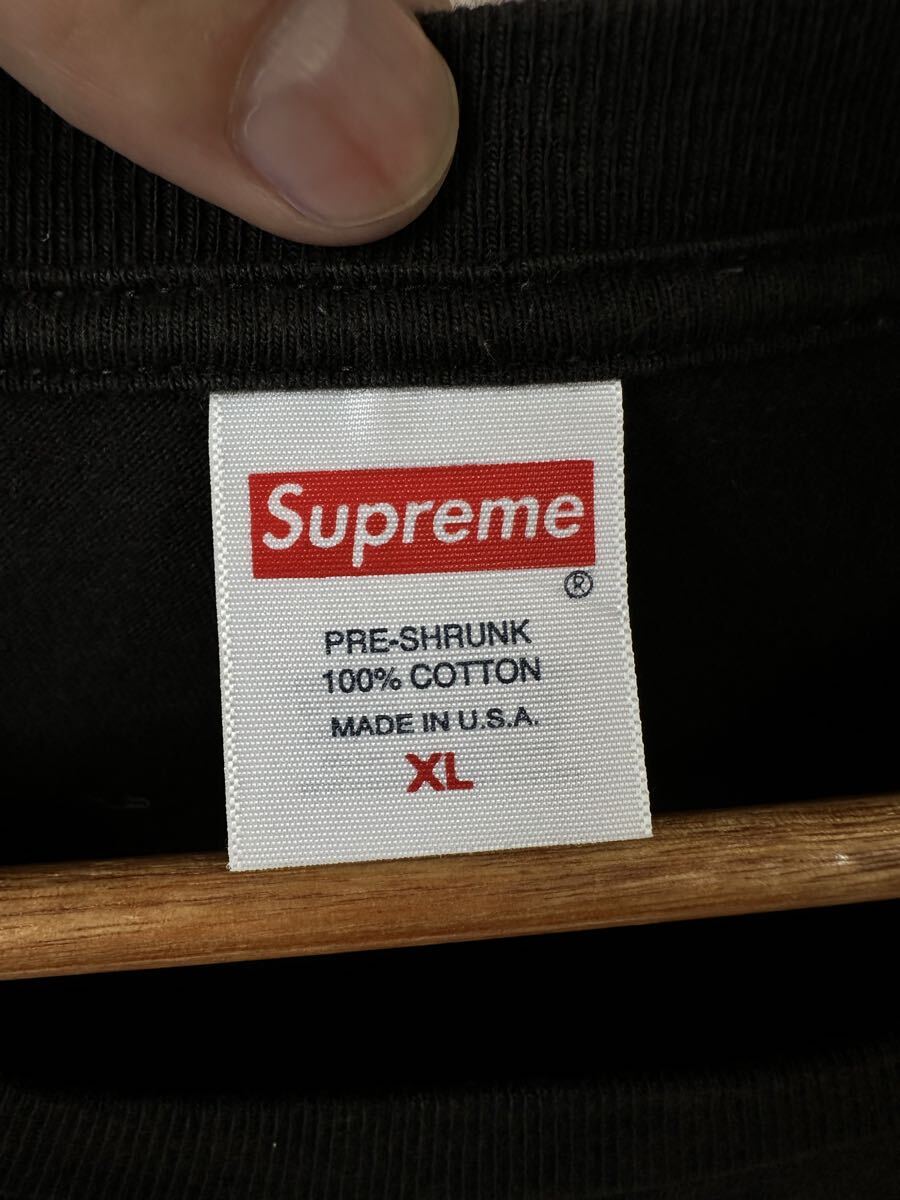 Supreme
®
PRE-SHRUNK
100% COTTON
MADE IN U.S.A.
XL